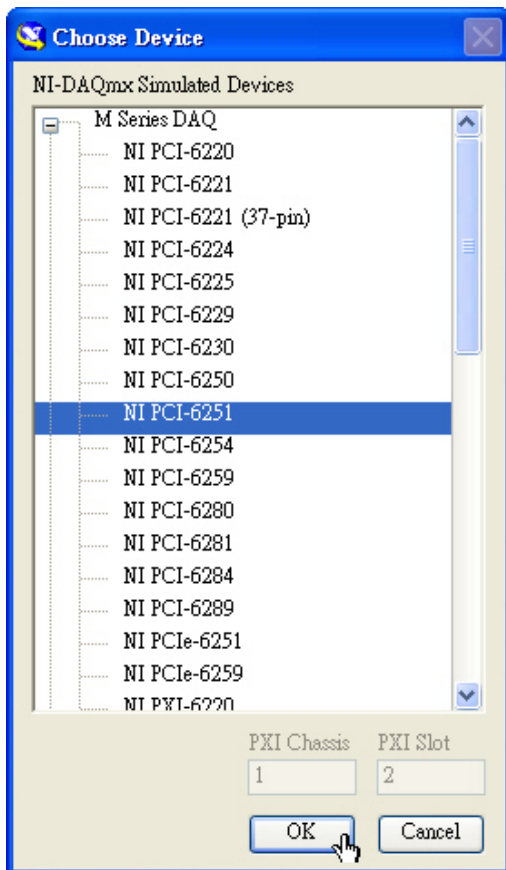 Choose Device
NI-DAQmx Simulated Devices
M Series DAQ
NI PCI-6220
NI PCI-6221
NI PCI-6221 (37-pin)
NI PCI-6224
NI PCI-6225
NI PCI-6229
NI PCI-6230
NI PCI-6250
NI PCI-6251
NI PCI-6254
NI PCI-6259
NI PCI-6280
NI PCI-6281
NI PCI-6284
NI PCI-6289
NI PCIe-6251
NI PCIe-6259
NI PXI-6220
PXI Chassis PXI Slot
1 2
OK Cancel